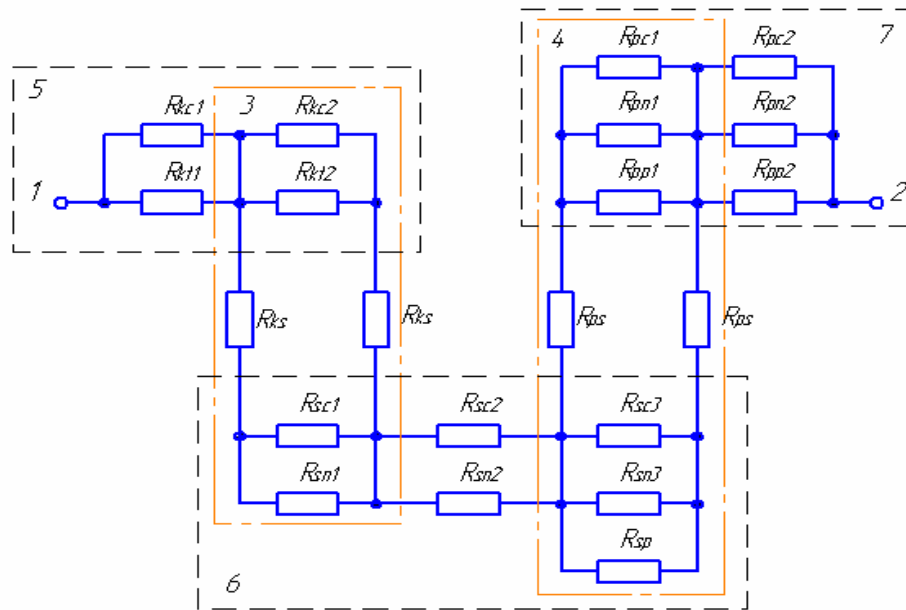 4 Rpc1 Rpc2 7
5
Rkc1 3 Rkc2 Rpn1 Rpn2
1 Rkt1 Rkt2 Rpp1 Rpp2 2
Rks Rks Rps Rps
Rsc1 Rsc2 Rsc3
Rsn1 Rsn2 Rsn3
Rsp
6